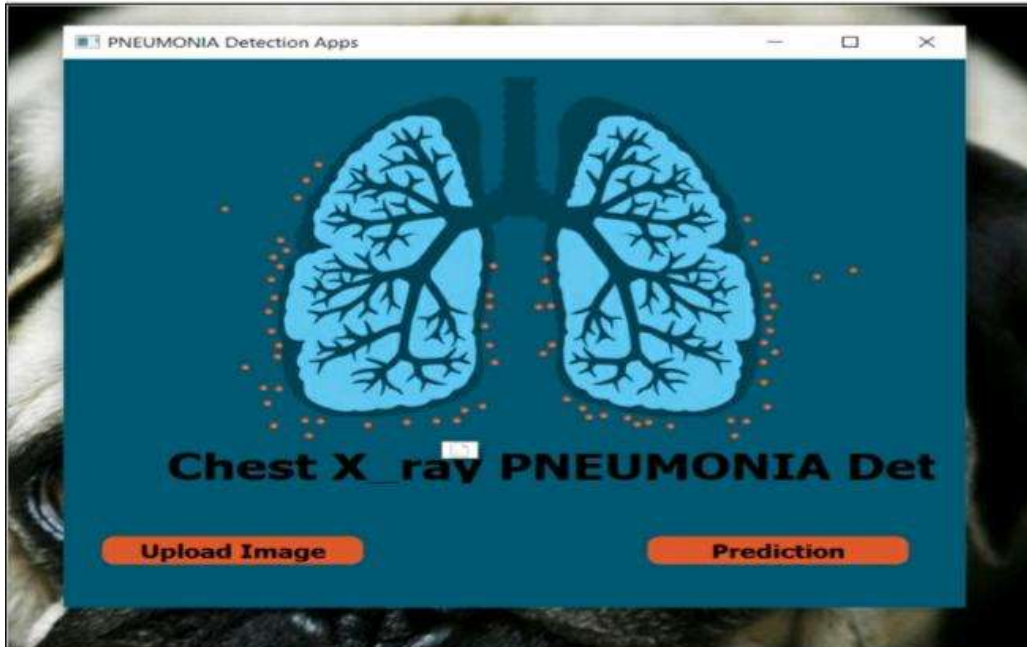 PNEUMONIA Detection Apps
Chest X_ray PNEUMONIA Det
Upload Image
Prediction